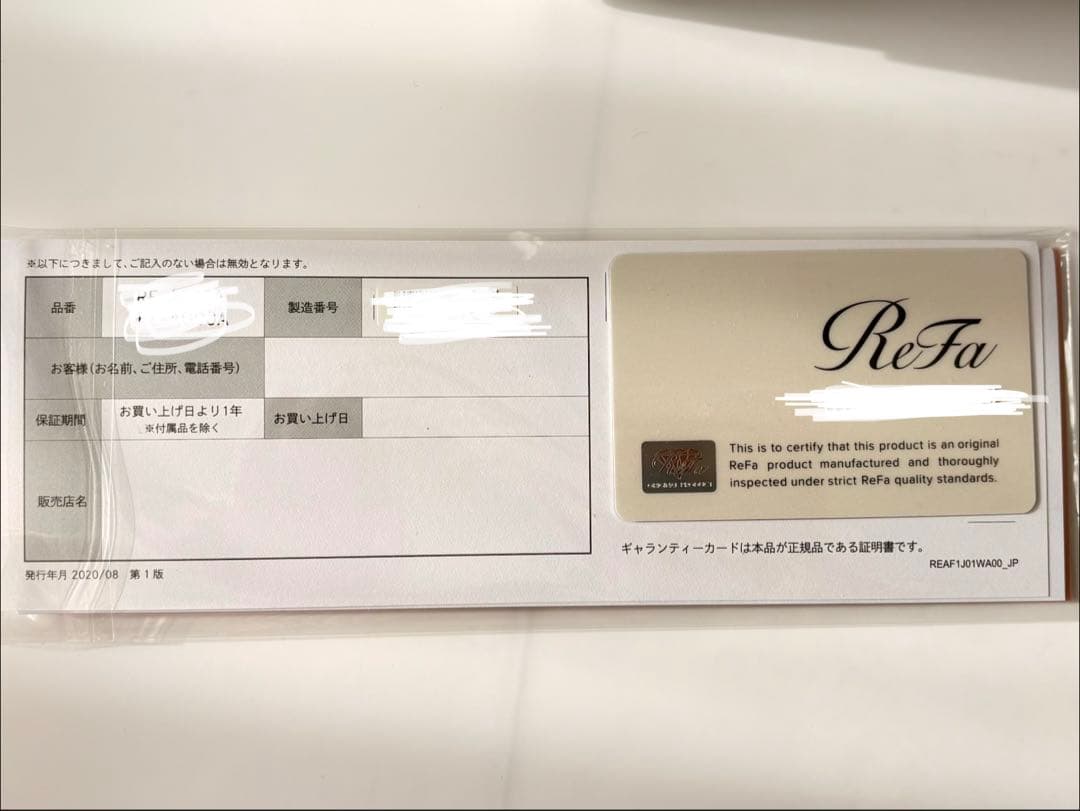 ※以下につきまして、ご記入のない場合は無効となります。
品番
製造番号
お客様(お名前、ご住所、電話番号)
保証期間
お買い上げ日より1年
※付属品を除く
お買い上げ日
販売店名
発行年月 2020/08 第1版
ReFa
This is to certify that this product is an original
ReFa product manufactured and thoroughly
inspected under strict ReFa quality standards.
ギャランティーカードは本品が正規品である証明書です。
REAF1J01WA00_JP